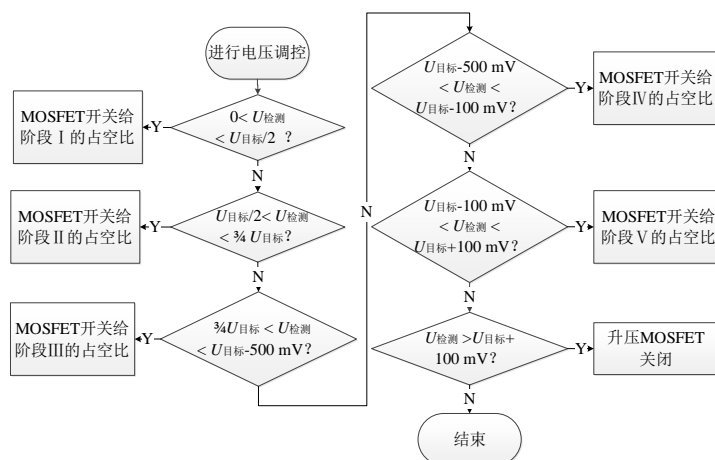 进行电压调控
0< U检测
< U目标/2 ？
Y
MOSFET开关给
阶段Ⅰ的占空比
N
U目标/2< U检测
< ¾ U目标?
Y
MOSFET开关给
阶段Ⅱ的占空比
N
¾U目标 < U检测
< U目标-500 mV?
Y
MOSFET开关给
阶段Ⅲ的占空比
N
U目标-500 mV
< U检测 <
U目标-100 mV?
Y
MOSFET开关给
阶段Ⅳ的占空比
N
U目标-100 mV
< U检测 <
U目标+100 mV?
Y
MOSFET开关给
阶段Ⅴ的占空比
N
U检测 >U目标+
100 mV?
Y
升压MOSFET
关闭
N
结束